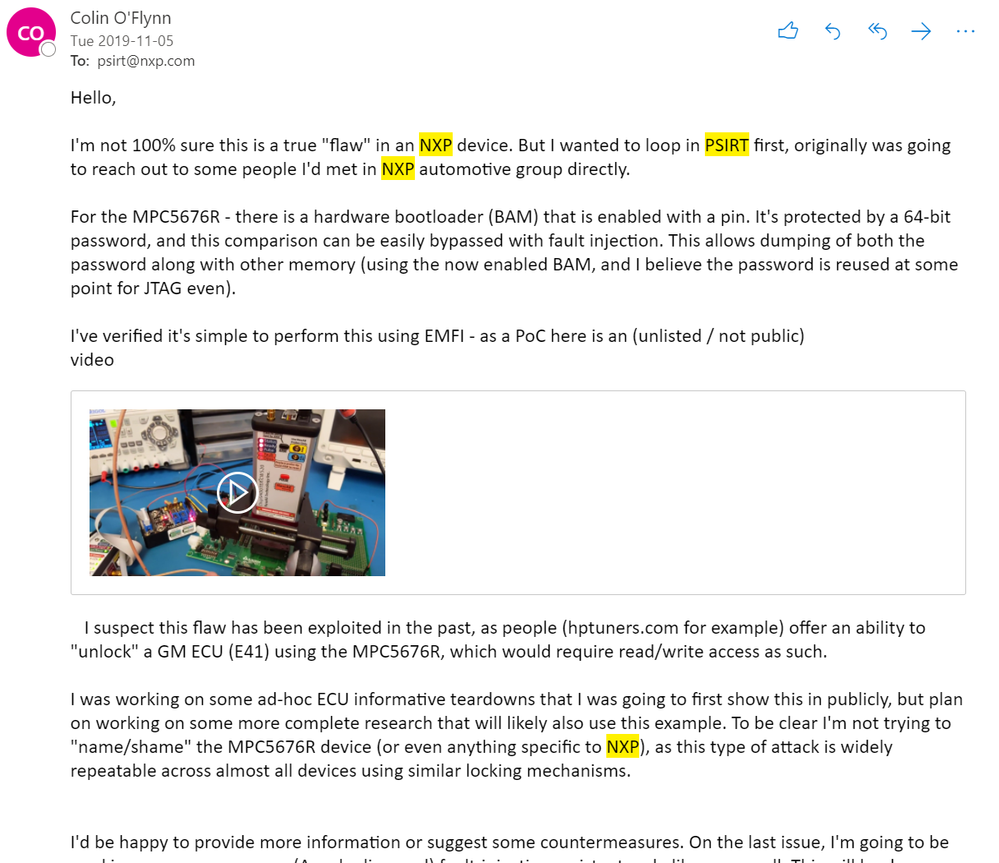 CO
Colin O'Flynn
Tue 2019-11-05
To: psirt@nxp.com
Hello,
I'm not 100% sure this is a true "flaw" in an NXP device. But I wanted to loop in PSIRT first, originally was going
to reach out to some people I'd met in NXP automotive group directly.
For the MPC5676R - there is a hardware bootloader (BAM) that is enabled with a pin. It's protected by a 64-bit
password, and this comparison can be easily bypassed with fault injection. This allows dumping of both the
password along with other memory (using the now enabled BAM, and I believe the password is reused at some
point for JTAG even).
I've verified it's simple to perform this using EMFI - as a PoC here is an (unlisted / not public)
video
I suspect this flaw has been exploited in the past, as people (hptuners.com for example) offer an ability to
"unlock" a GM ECU (E41) using the MPC5676R, which would require read/write access as such.
I was working on some ad-hoc ECU informative teardowns that I was going to first show this in publicly, but plan
on working on some more complete research that will likely also use this example. To be clear I'm not trying to
"name/shame" the MPC5676R device (or even anything specific to NXP), as this type of attack is widely
repeatable across almost all devices using similar locking mechanisms.
I'd be happy to provide more information or suggest some countermeasures. On the last issue, I'm going to be